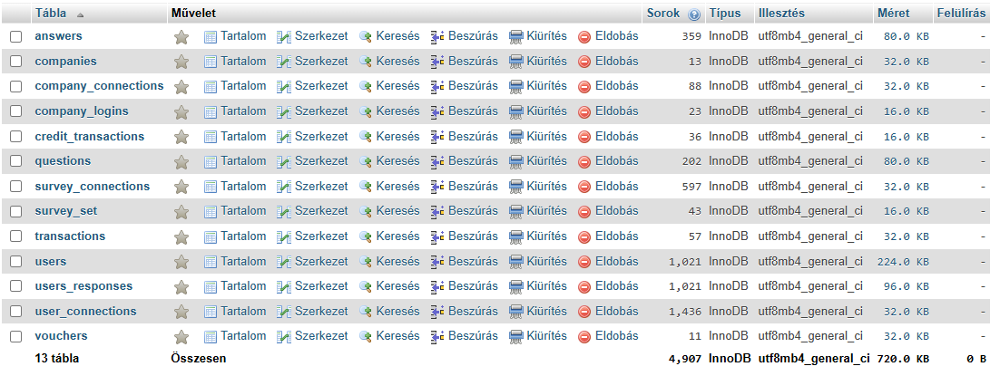 Tábla Művelet Sorok Típus Illesztés Méret Felülírás
answers Tartalom Szerkezet Keresés Beszúrás Kiürítés Eldobás 359 InnoDB utf8mb4_general_ci 80.0 KB -
companies Tartalom Szerkezet Keresés Beszúrás Kiürítés Eldobás 13 InnoDB utf8mb4_general_ci 32.0 KB -
company_connections Tartalom Szerkezet Keresés Beszúrás Kiürítés Eldobás 88 InnoDB utf8mb4_general_ci 32.0 KB -
company_logins Tartalom Szerkezet Keresés Beszúrás Kiürítés Eldobás 23 InnoDB utf8mb4_general_ci 16.0 KB -
credit_transactions Tartalom Szerkezet Keresés Beszúrás Kiürítés Eldobás 36 InnoDB utf8mb4_general_ci 16.0 KB -
questions Tartalom Szerkezet Keresés Beszúrás Kiürítés Eldobás 202 InnoDB utf8mb4_general_ci 80.0 KB -
survey_connections Tartalom Szerkezet Keresés Beszúrás Kiürítés Eldobás 597 InnoDB utf8mb4_general_ci 32.0 KB -
survey_set Tartalom Szerkezet Keresés Beszúrás Kiürítés Eldobás 43 InnoDB utf8mb4_general_ci 16.0 KB -
transactions Tartalom Szerkezet Keresés Beszúrás Kiürítés Eldobás 57 InnoDB utf8mb4_general_ci 32.0 KB -
users Tartalom Szerkezet Keresés Beszúrás Kiürítés Eldobás 1,021 InnoDB utf8mb4_general_ci 224.0 KB -
users_responses Tartalom Szerkezet Keresés Beszúrás Kiürítés Eldobás 1,021 InnoDB utf8mb4_general_ci 96.0 KB -
user_connections Tartalom Szerkezet Keresés Beszúrás Kiürítés Eldobás 1,436 InnoDB utf8mb4_general_ci 32.0 KB -
vouchers Tartalom Szerkezet Keresés Beszúrás Kiürítés Eldobás 11 InnoDB utf8mb4_general_ci 32.0 KB -
13 tábla Összesen 4,907 InnoDB utf8mb4_general_ci 720.0 KB 0 B